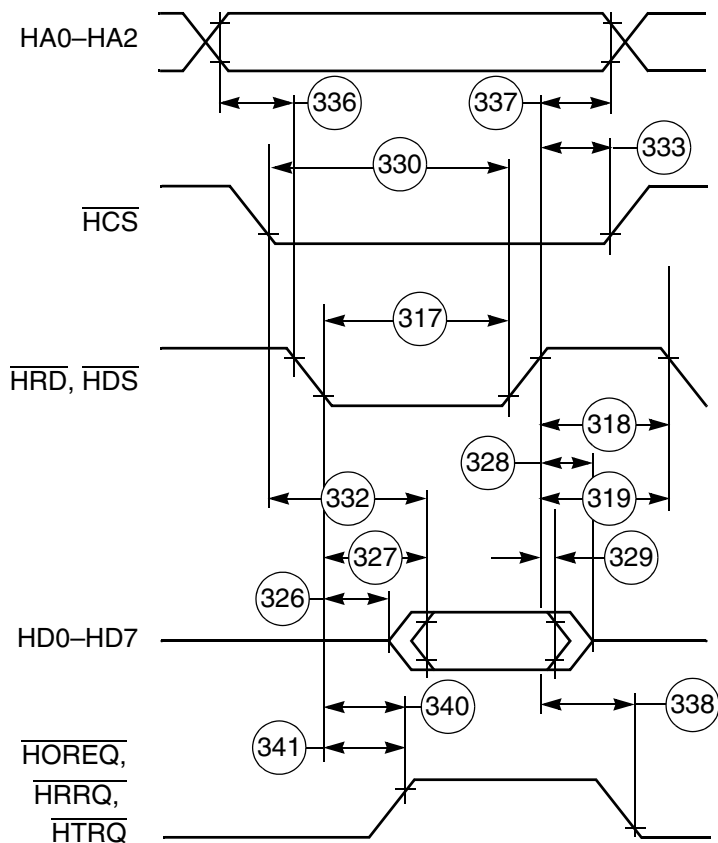 HA0–HA2
336
337
333
330
HCS
317
HRD, HDS
318
328
332
319
327
329
326
HD0–HD7
340
338
341
HOREQ,
HRRQ,
HTRQ